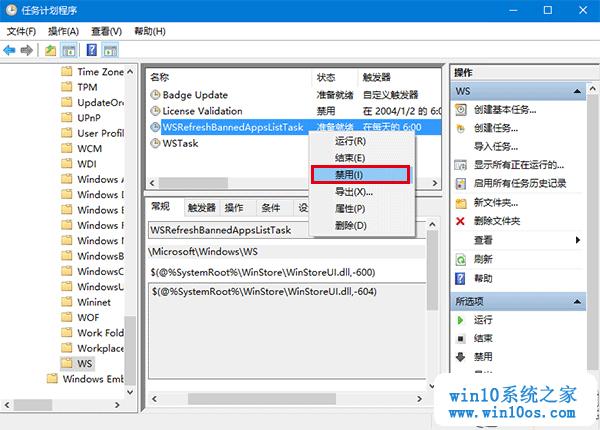 任务计划程序
文件(F) 操作(A) 查看(V) 帮助(H)
Time Zone
TPM
UpdateOrc
UPnP
User Profil
WCM
WDI
Windows A
Windows D
Windows E
Windows F
Windows M
WindowsB
WindowsC
WindowsU
Wininet
WOF
Work Fold
Workplace
WS
Windows Emb
名称 状态 触发器
Badge Update 准备就绪 自定义触发器
License Validation 禁用 在 2004/1/2 的 6:00
WSRefreshBannedAppsListTask 准备就绪 在每天的 6:00
WSTask 准备就绪
运行(R)
结束(E)
禁用(I)
导出(X)...
属性(P)
删除(D)
常规 触发器 操作 条件 设
WSRefreshBannedAppsListTask
\Microsoft\Windows\WS
$(@%SystemRoot%\WinStore\WinStoreUI.dll,-600)
$(@%SystemRoot%\WinStore\WinStoreUI.dll,-604)
操作
WS
创建基本任务...
创建任务...
导入任务...
显示所有正在运行的...
启用所有任务历史记录
新文件夹...
删除文件夹
查看
刷新
帮助
所选项
运行
结束
禁用
win10系统之家
www.win10os.com